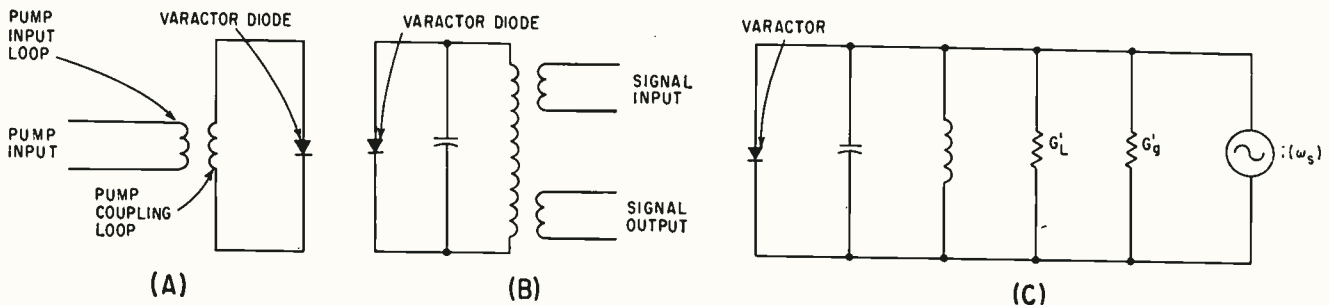 PUMP
INPUT
LOOP
PUMP
INPUT
PUMP
COUPLING
LOOP
VARACTOR DIODE
(A)
VARACTOR DIODE
SIGNAL
INPUT
SIGNAL
OUTPUT
(B)
VARACTOR
G'L
G'g
i(ωs)
(C)